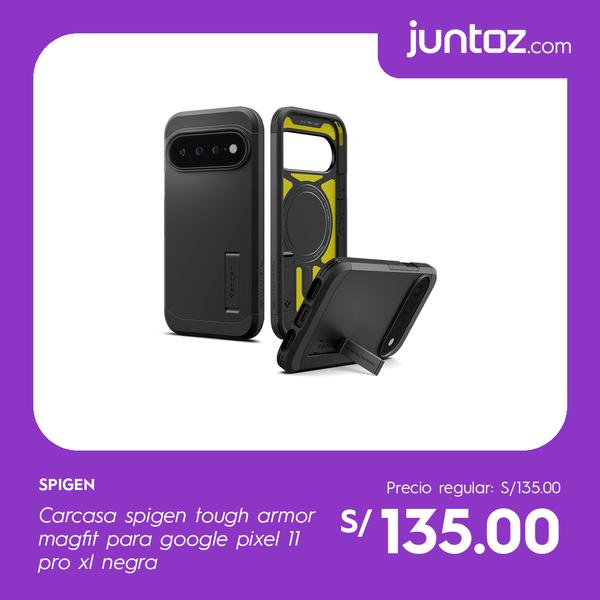 juntoz.com
spigen
SPIGEN
Carcasa spigen tough armor
magfit para google pixel 11
pro xl negra
Precio regular: S/135.00
S/135.00